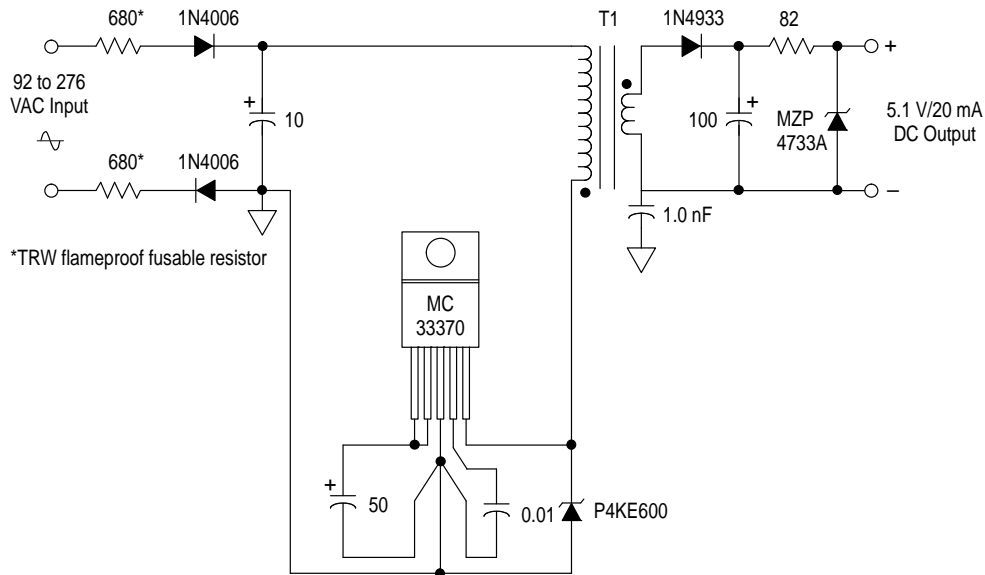 680*
1N4006
T1
1N4933
82
+
92 to 276
VAC Input
+
10
+
100
MZP
4733A
5.1 V/20 mA
DC Output
680*
1N4006
–
1.0 nF
*TRW flameproof fusable resistor
MC
33370
+
50
0.01
P4KE600